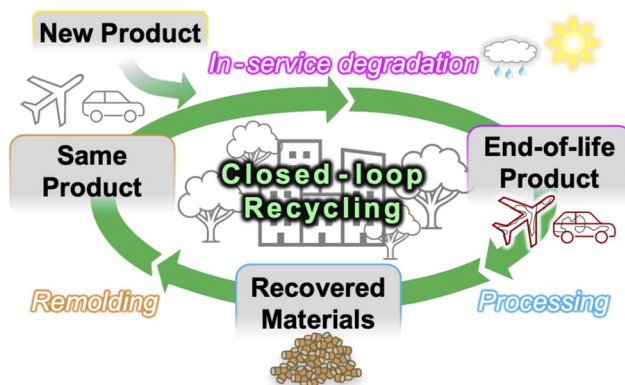 New Product
In-service degradation
Same
Product
Closed-loop
Recycling
End-of-life
Product
Remolding
Recovered
Materials
Processing